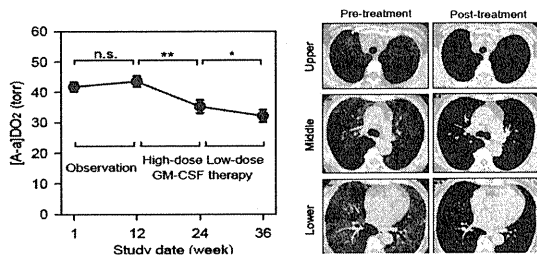 60
50
40
30
20
10
0
[A-a]DO2 (torr)
n.s.
**
*
Observation
High-dose Low-dose
GM-CSF therapy
1 12 24 36
Study date (week)
Pre-treatment Post-treatment
Upper
Middle
Lower